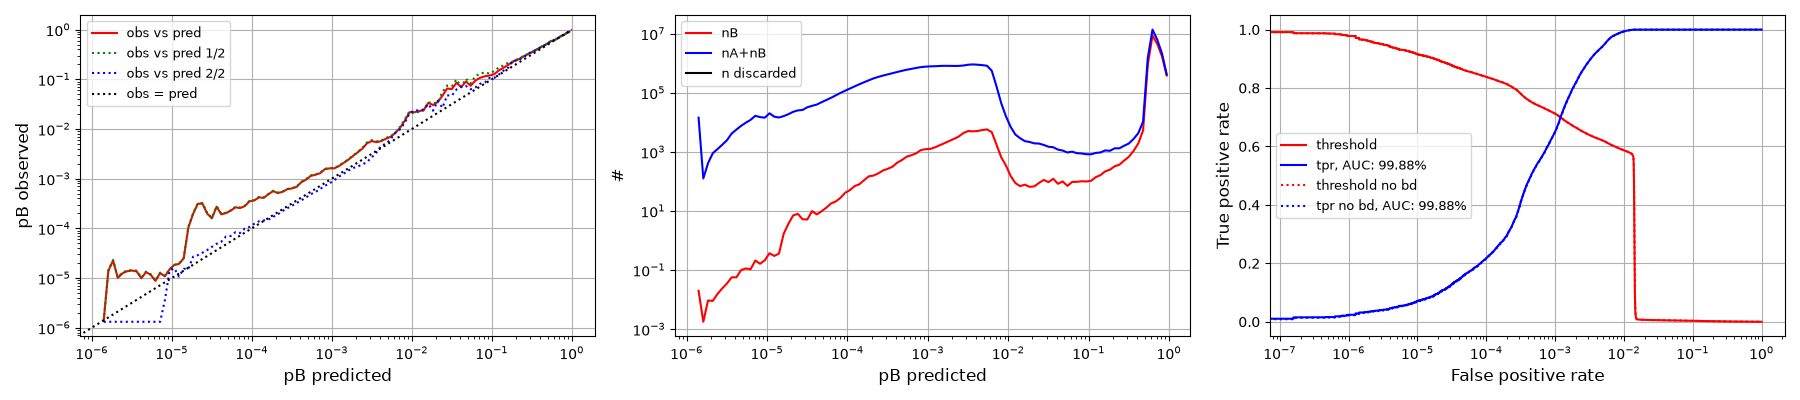 pB observed
10⁰
10⁻¹
10⁻²
10⁻³
10⁻⁴
10⁻⁵
10⁻⁶
obs vs pred
obs vs pred 1/2
obs vs pred 2/2
obs = pred
10⁻⁶ 10⁻⁵ 10⁻⁴ 10⁻³ 10⁻² 10⁻¹ 10⁰
pB predicted
#
10⁷
10⁵
10³
10¹
10⁻¹
10⁻³
nB
nA+nB
n discarded
10⁻⁶ 10⁻⁵ 10⁻⁴ 10⁻³ 10⁻² 10⁻¹ 10⁰
pB predicted
True positive rate
1.0
0.8
0.6
0.4
0.2
0.0
threshold
tpr, AUC: 99.88%
threshold no bd
tpr no bd, AUC: 99.88%
10⁻⁷ 10⁻⁶ 10⁻⁵ 10⁻⁴ 10⁻³ 10⁻² 10⁻¹ 10⁰
False positive rate